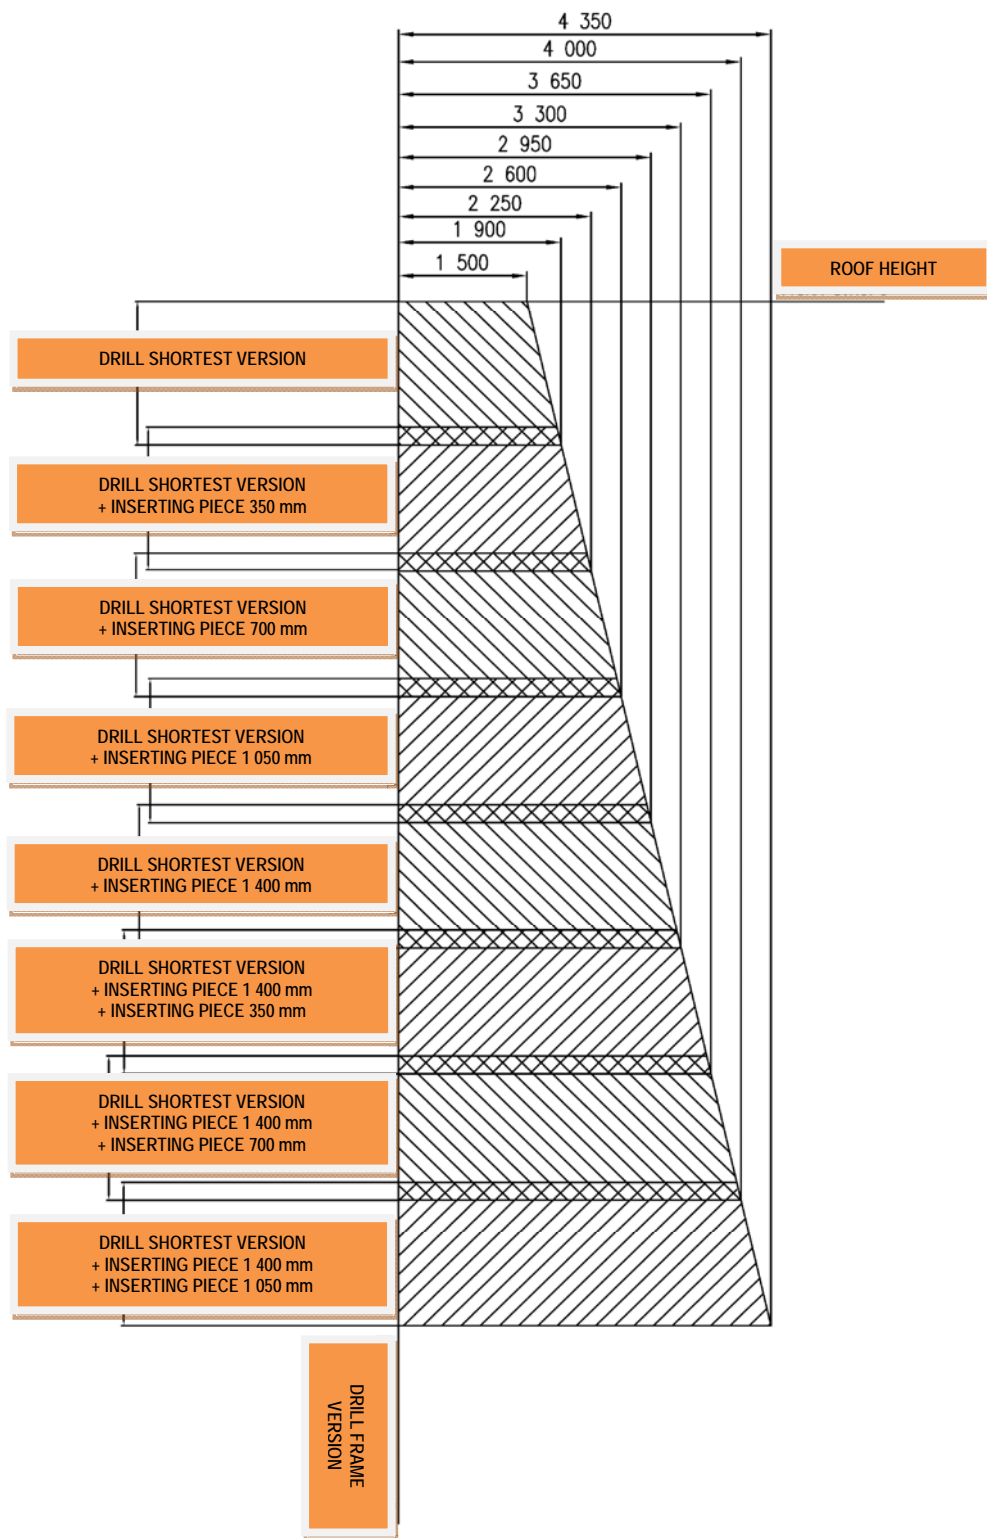 4 350
4 000
3 650
3 300
2 950
2 600
2 250
1 900
1 500
ROOF HEIGHT
DRILL SHORTEST VERSION
DRILL SHORTEST VERSION
+ INSERTING PIECE 350 mm
DRILL SHORTEST VERSION
+ INSERTING PIECE 700 mm
DRILL SHORTEST VERSION
+ INSERTING PIECE 1 050 mm
DRILL SHORTEST VERSION
+ INSERTING PIECE 1 400 mm
DRILL SHORTEST VERSION
+ INSERTING PIECE 1 400 mm
+ INSERTING PIECE 350 mm
DRILL SHORTEST VERSION
+ INSERTING PIECE 1 400 mm
+ INSERTING PIECE 700 mm
DRILL SHORTEST VERSION
+ INSERTING PIECE 1 400 mm
+ INSERTING PIECE 1 050 mm
DRILL FRAME
VERSION